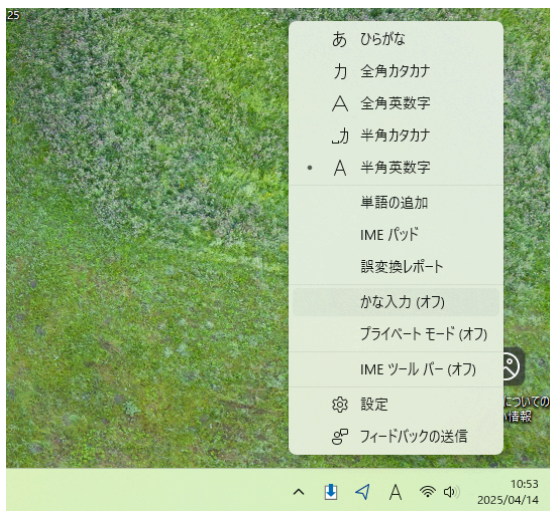 25
あ ひらがな
カ 全角カタカナ
A 全角英数字
カ 半角カタカナ
• A 半角英数字
単語の追加
IME パッド
誤変換レポート
かな入力 (オフ)
プライベート モード (オフ)
IME ツール バー (オフ)
についての
情報
設定
フィードバックの送信
A
10:53
2025/04/14